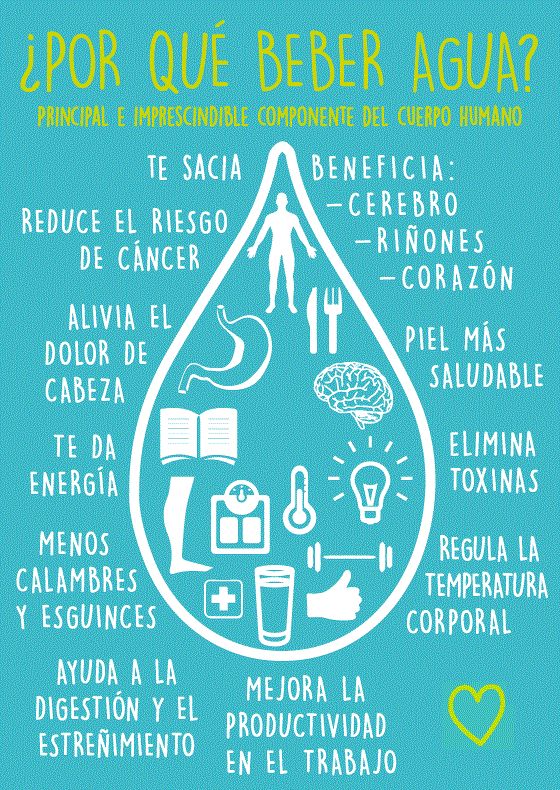 ¿POR QUÉ BEBER AGUA?
PRINCIPAL E IMPRESCINDIBLE COMPONENTE DEL CUERPO HUMANO
TE SACIA
REDUCE EL RIESGO
DE CÁNCER
ALIVIA EL
DOLOR DE
CABEZA
TE DA
ENERGÍA
MENOS
CALAMBRES
Y ESGUINCES
AYUDA A LA
DIGESTIÓN Y EL
ESTREÑIMIENTO
BENEFICIA:
-CEREBRO
-RIÑONES
-CORAZÓN
PIEL MÁS
SALUDABLE
ELIMINA
TOXINAS
REGULA LA
TEMPERATURA
CORPORAL
MEJORA LA
PRODUCTIVIDAD
EN EL TRABAJO